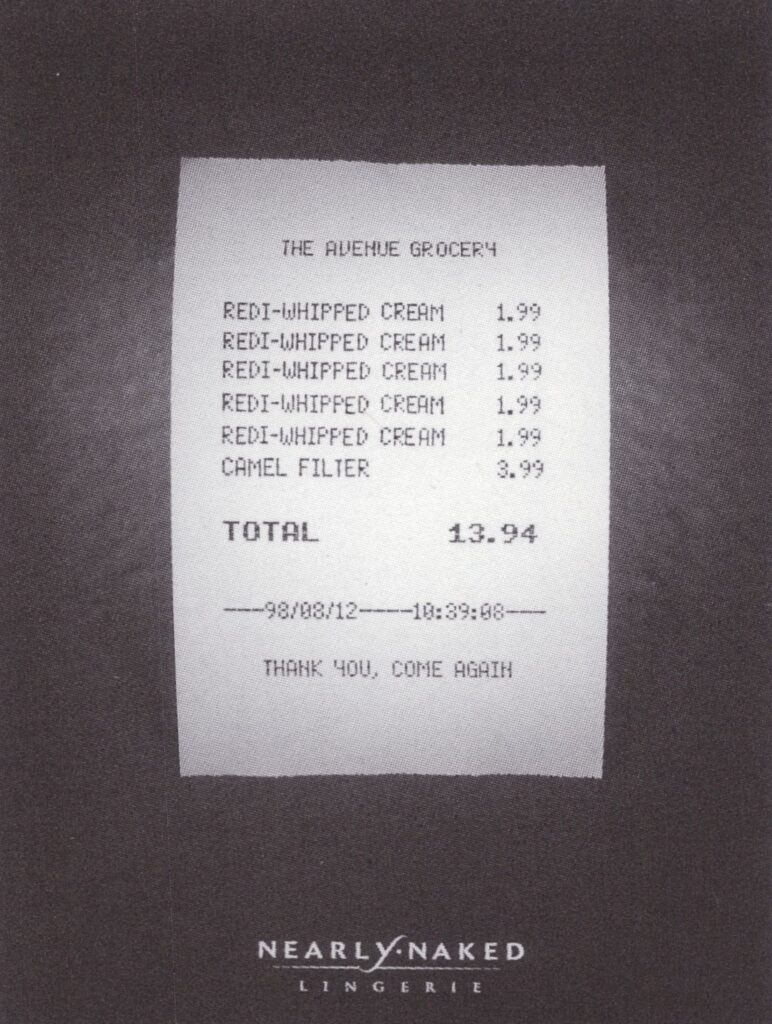 THE AVENUE GROCERY
REDI-WHIPPED CREAM 1.99
REDI-WHIPPED CREAM 1.99
REDI-WHIPPED CREAM 1.99
REDI-WHIPPED CREAM 1.99
REDI-WHIPPED CREAM 1.99
CAMEL FILTER 3.99
TOTAL 13.94
---98/08/12----10:39:08---
THANK YOU, COME AGAIN
NEARLY·NAKED
LINGERIE